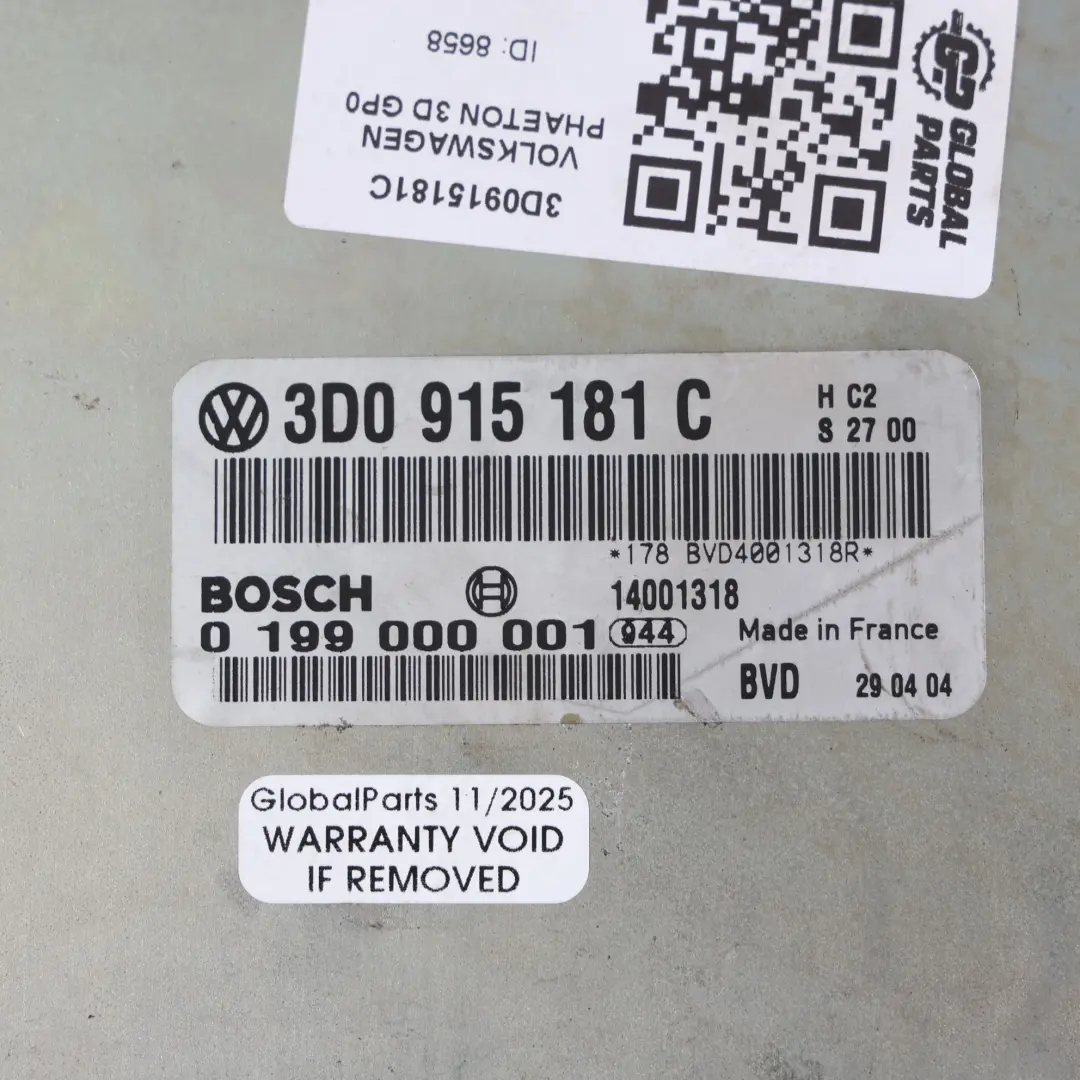 ID: 8658
VOLKSWAGEN
PHAETON 3D GP0
3D0915181C
GP
GLOBAL
PARTS
VW 3D0 915 181 C
H C2
S 27 00
*178 BVD4001318R*
BOSCH
14001318
0 199 000 001 944
Made in France
BVD
29 04 04
GlobalParts 11/2025
WARRANTY VOID
IF REMOVED